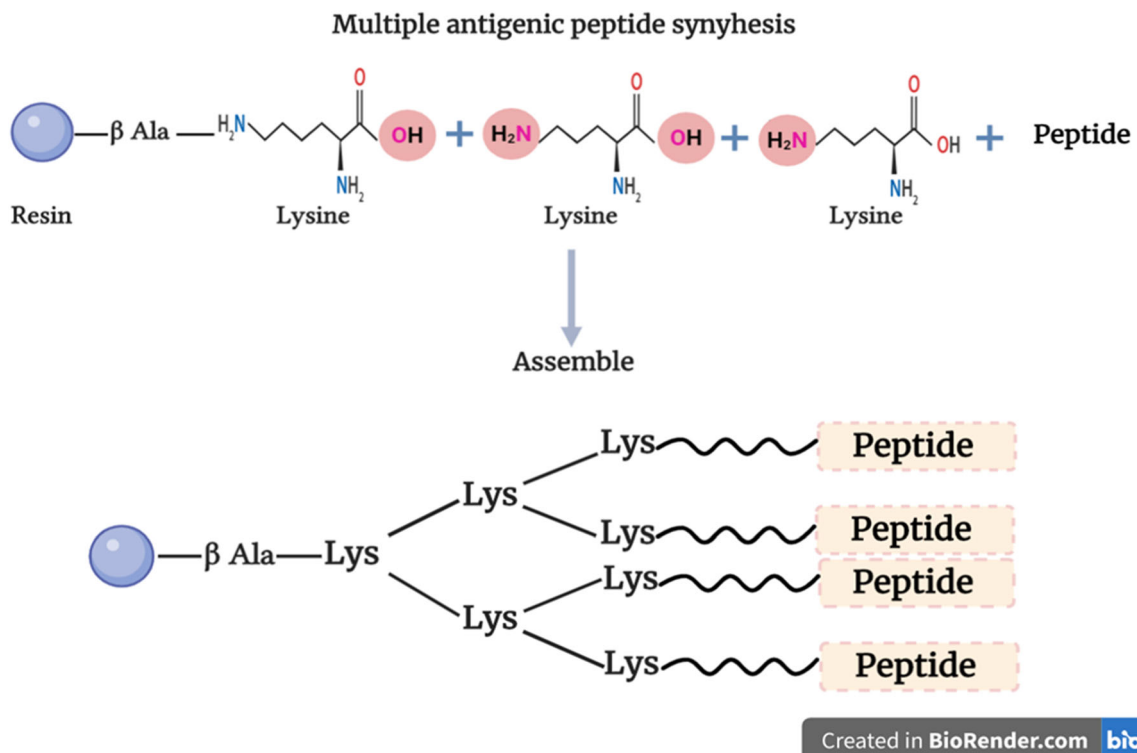 Multiple antigenic peptide synyhesis
β Ala H₂N O OH NH₂ + H₂N O OH NH₂ + H₂N O OH NH₂ + Peptide
Resin Lysine Lysine Lysine
Assemble
Lys Peptide
Lys
Lys Peptide
β Ala Lys
Lys Peptide
Lys
Lys Peptide
Created in BioRender.com bio